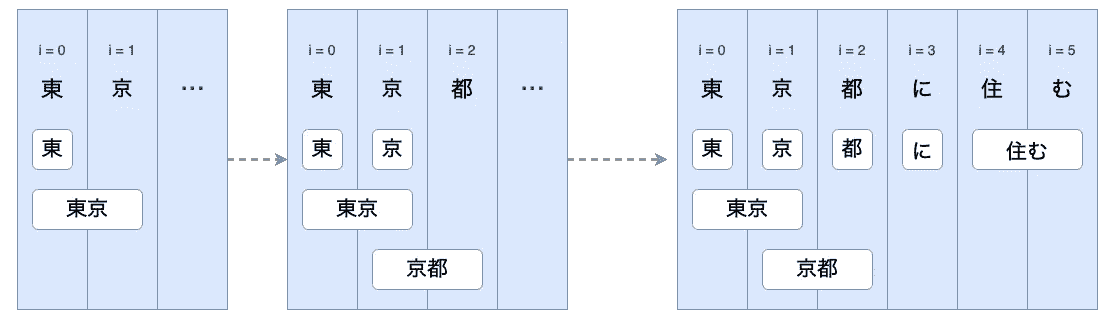 i = 0 i = 1
東 京 …
東
東京
i = 0 i = 1 i = 2
東 京 都 …
東 京
東京
京都
i = 0 i = 1 i = 2 i = 3 i = 4 i = 5
東 京 都 に 住 む
東 京 都 に 住む
東京
京都